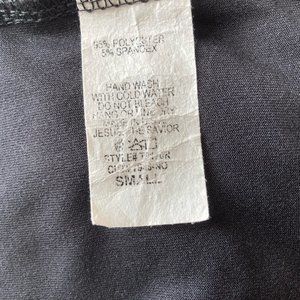 95% POLYESTER
5% SPANDEX
HAND WASH
WITH COLD WATER
DO NOT BLEACH
HANG OR LINE DRY
MADE IN
JESUS THE SAVIOR
STYLE#
SMALL